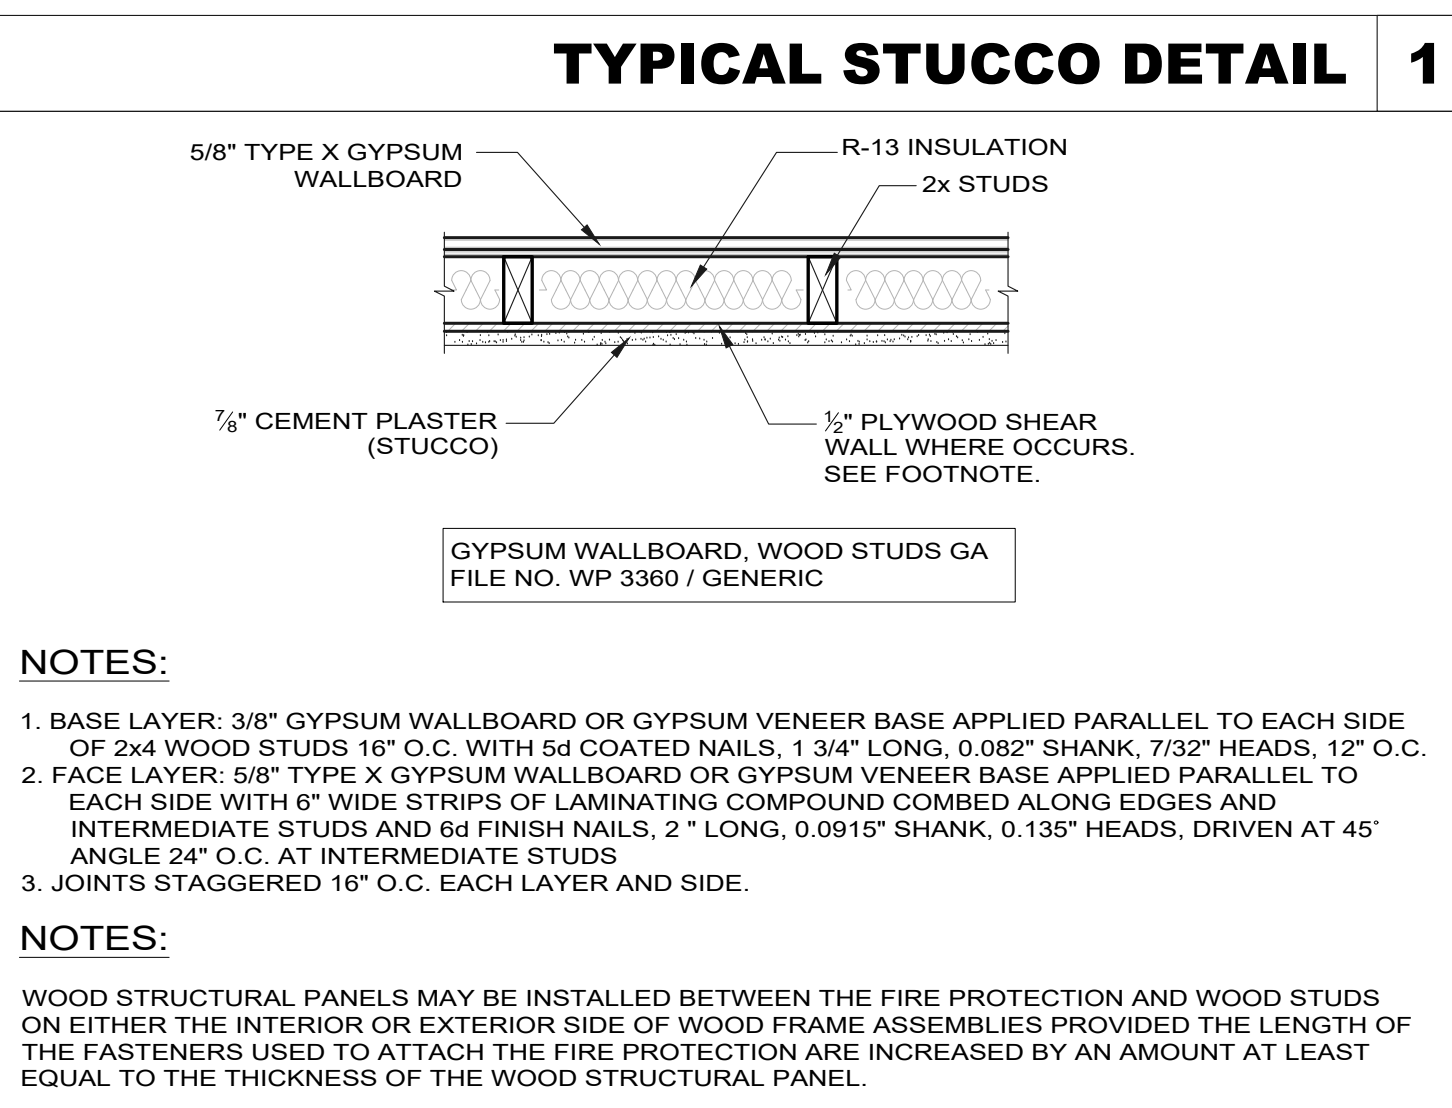 TYPICAL STUCCO DETAIL 1
5/8" TYPE X GYPSUM
WALLBOARD
R-13 INSULATION
2x STUDS
⅞" CEMENT PLASTER
(STUCCO)
½" PLYWOOD SHEAR
WALL WHERE OCCURS.
SEE FOOTNOTE.
GYPSUM WALLBOARD, WOOD STUDS GA
FILE NO. WP 3360 / GENERIC
NOTES:
1. BASE LAYER: 3/8" GYPSUM WALLBOARD OR GYPSUM VENEER BASE APPLIED PARALLEL TO EACH SIDE
OF 2x4 WOOD STUDS 16" O.C. WITH 5d COATED NAILS, 1 3/4" LONG, 0.082" SHANK, 7/32" HEADS, 12" O.C.
2. FACE LAYER: 5/8" TYPE X GYPSUM WALLBOARD OR GYPSUM VENEER BASE APPLIED PARALLEL TO
EACH SIDE WITH 6" WIDE STRIPS OF LAMINATING COMPOUND COMBED ALONG EDGES AND
INTERMEDIATE STUDS AND 6d FINISH NAILS, 2 " LONG, 0.0915" SHANK, 0.135" HEADS, DRIVEN AT 45°
ANGLE 24" O.C. AT INTERMEDIATE STUDS
3. JOINTS STAGGERED 16" O.C. EACH LAYER AND SIDE.
NOTES:
WOOD STRUCTURAL PANELS MAY BE INSTALLED BETWEEN THE FIRE PROTECTION AND WOOD STUDS
ON EITHER THE INTERIOR OR EXTERIOR SIDE OF WOOD FRAME ASSEMBLIES PROVIDED THE LENGTH OF
THE FASTENERS USED TO ATTACH THE FIRE PROTECTION ARE INCREASED BY AN AMOUNT AT LEAST
EQUAL TO THE THICKNESS OF THE WOOD STRUCTURAL PANEL.